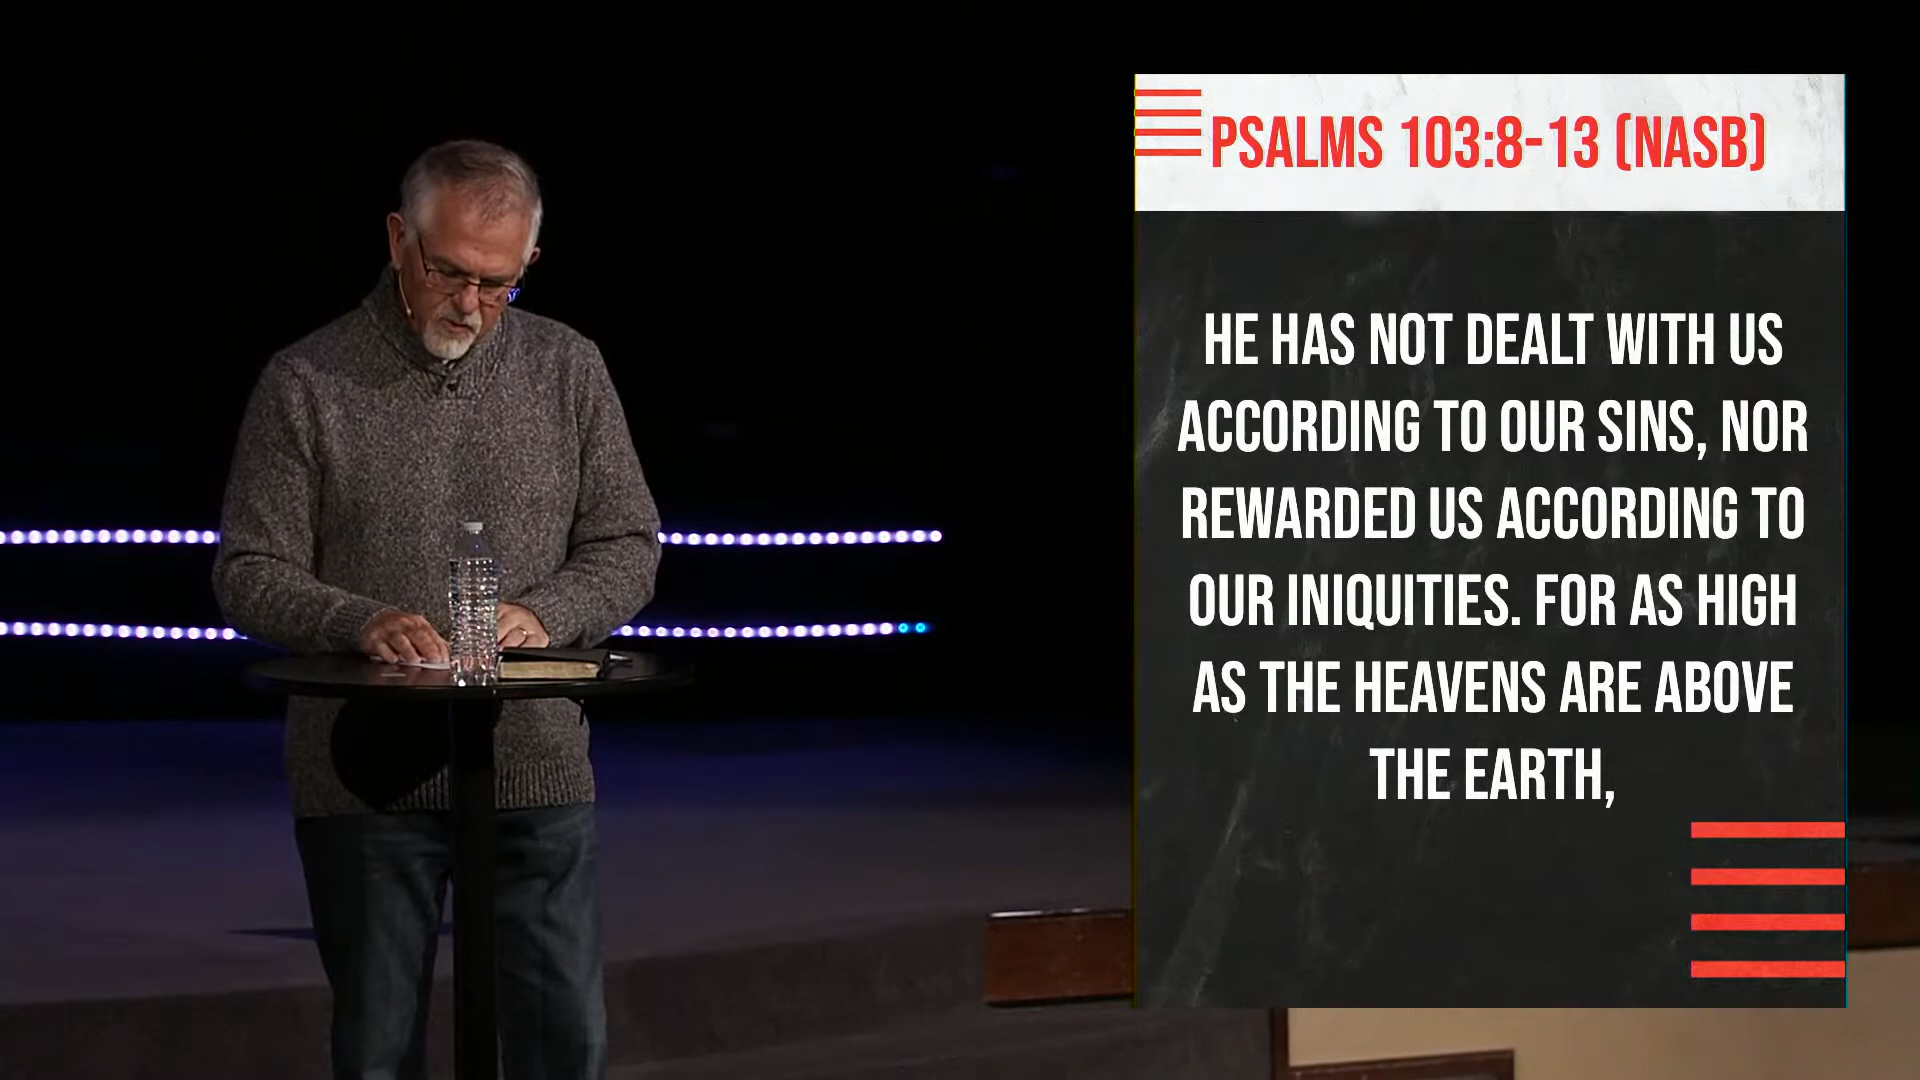 PSALMS 103:8-13 (NASB)
HE HAS NOT DEALT WITH US
ACCORDING TO OUR SINS, NOR
REWARDED US ACCORDING TO
OUR INIQUITIES. FOR AS HIGH
AS THE HEAVENS ARE ABOVE
THE EARTH,